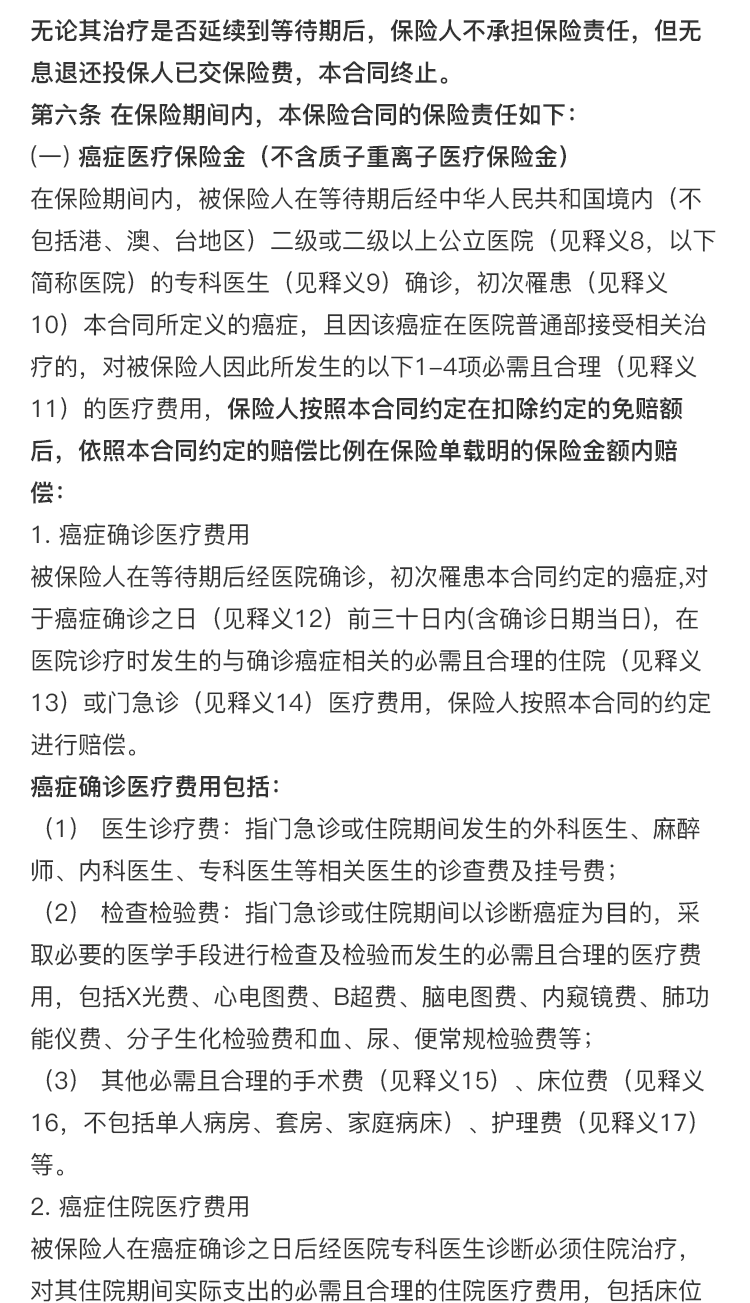 无论其治疗是否延续到等待期后，保险人不承担保险责任，但无
息退还投保人已交保险费，本合同终止。
第六条 在保险期间内，本保险合同的保险责任如下：
(一) 癌症医疗保险金（不含质子重离子医疗保险金）
在保险期间内，被保险人在等待期后经中华人民共和国境内（不
包括港、澳、台地区）二级或二级以上公立医院（见释义8，以下
简称医院）的专科医生（见释义9）确诊，初次罹患（见释义
10）本合同所定义的癌症，且因该癌症在医院普通部接受相关治
疗的，对被保险人因此所发生的以下1-4项必需且合理（见释义
11）的医疗费用，保险人按照本合同约定在扣除约定的免赔额
后，依照本合同约定的赔偿比例在保险单载明的保险金额内赔
偿：
1. 癌症确诊医疗费用
被保险人在等待期后经医院确诊，初次罹患本合同约定的癌症,对
于癌症确诊之日（见释义12）前三十日内(含确诊日期当日)，在
医院诊疗时发生的与确诊癌症相关的必需且合理的住院（见释义
13）或门急诊（见释义14）医疗费用，保险人按照本合同的约定
进行赔偿。
癌症确诊医疗费用包括：
（1） 医生诊疗费：指门急诊或住院期间发生的外科医生、麻醉
师、内科医生、专科医生等相关医生的诊查费及挂号费；
（2） 检查检验费：指门急诊或住院期间以诊断癌症为目的，采
取必要的医学手段进行检查及检验而发生的必需且合理的医疗费
用，包括X光费、心电图费、B超费、脑电图费、内窥镜费、肺功
能仪费、分子生化检验费和血、尿、便常规检验费等；
（3） 其他必需且合理的手术费（见释义15）、床位费（见释义
16，不包括单人病房、套房、家庭病床）、护理费（见释义17）
等。
2. 癌症住院医疗费用
被保险人在癌症确诊之日后经医院专科医生诊断必须住院治疗，
对其住院期间实际支出的必需且合理的住院医疗费用，包括床位